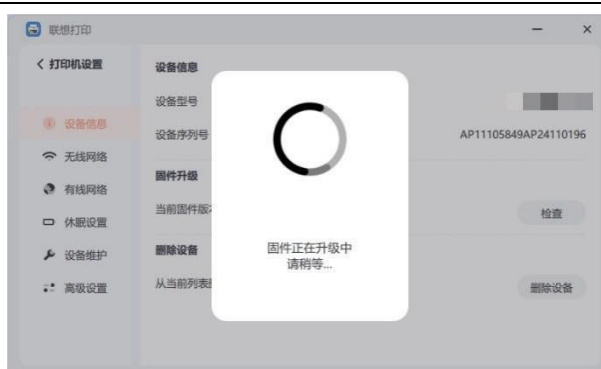 联想打印
打印机设置
设备信息
无线网络
有线网络
休眠设置
设备维护
高级设置
设备信息
设备型号
设备序列号 AP11105849AP24110196
固件升级
当前固件版 检查
删除设备
从当前列表 删除设备
固件正在升级中
请稍等...